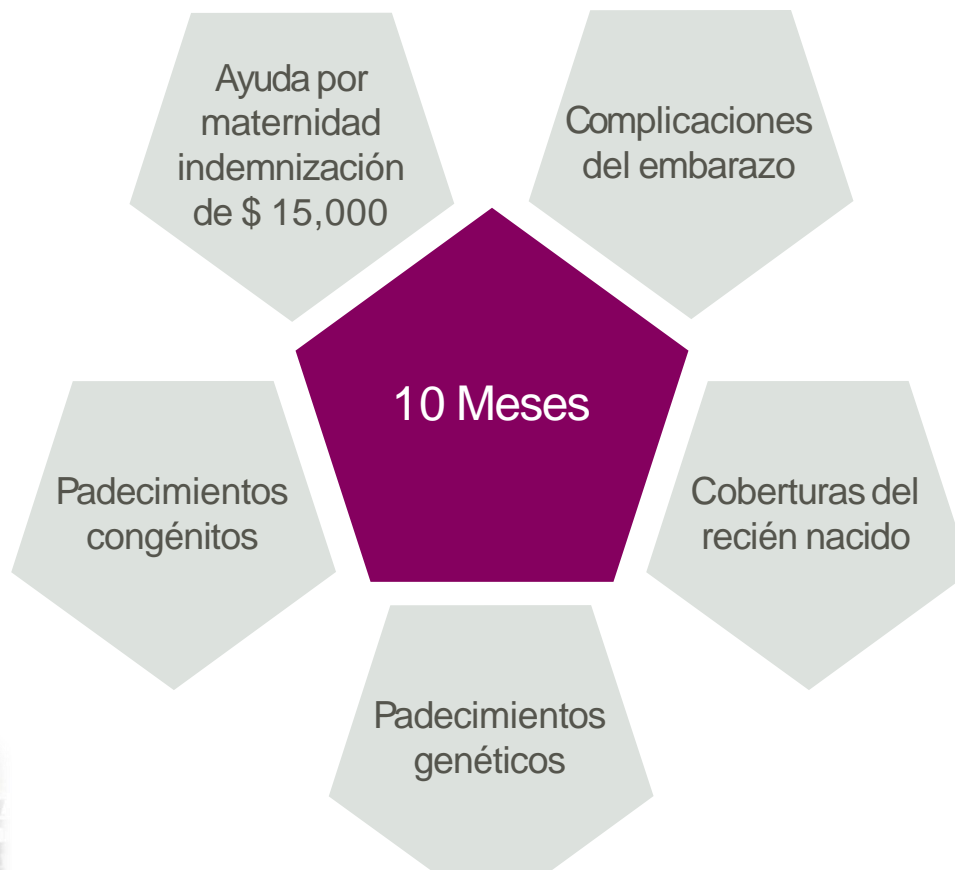 Ayuda por
maternidad
indemnización
de $ 15,000
Complicaciones
del embarazo
10 Meses
Padecimientos
congénitos
Coberturas del
recién nacido
Padecimientos
genéticos